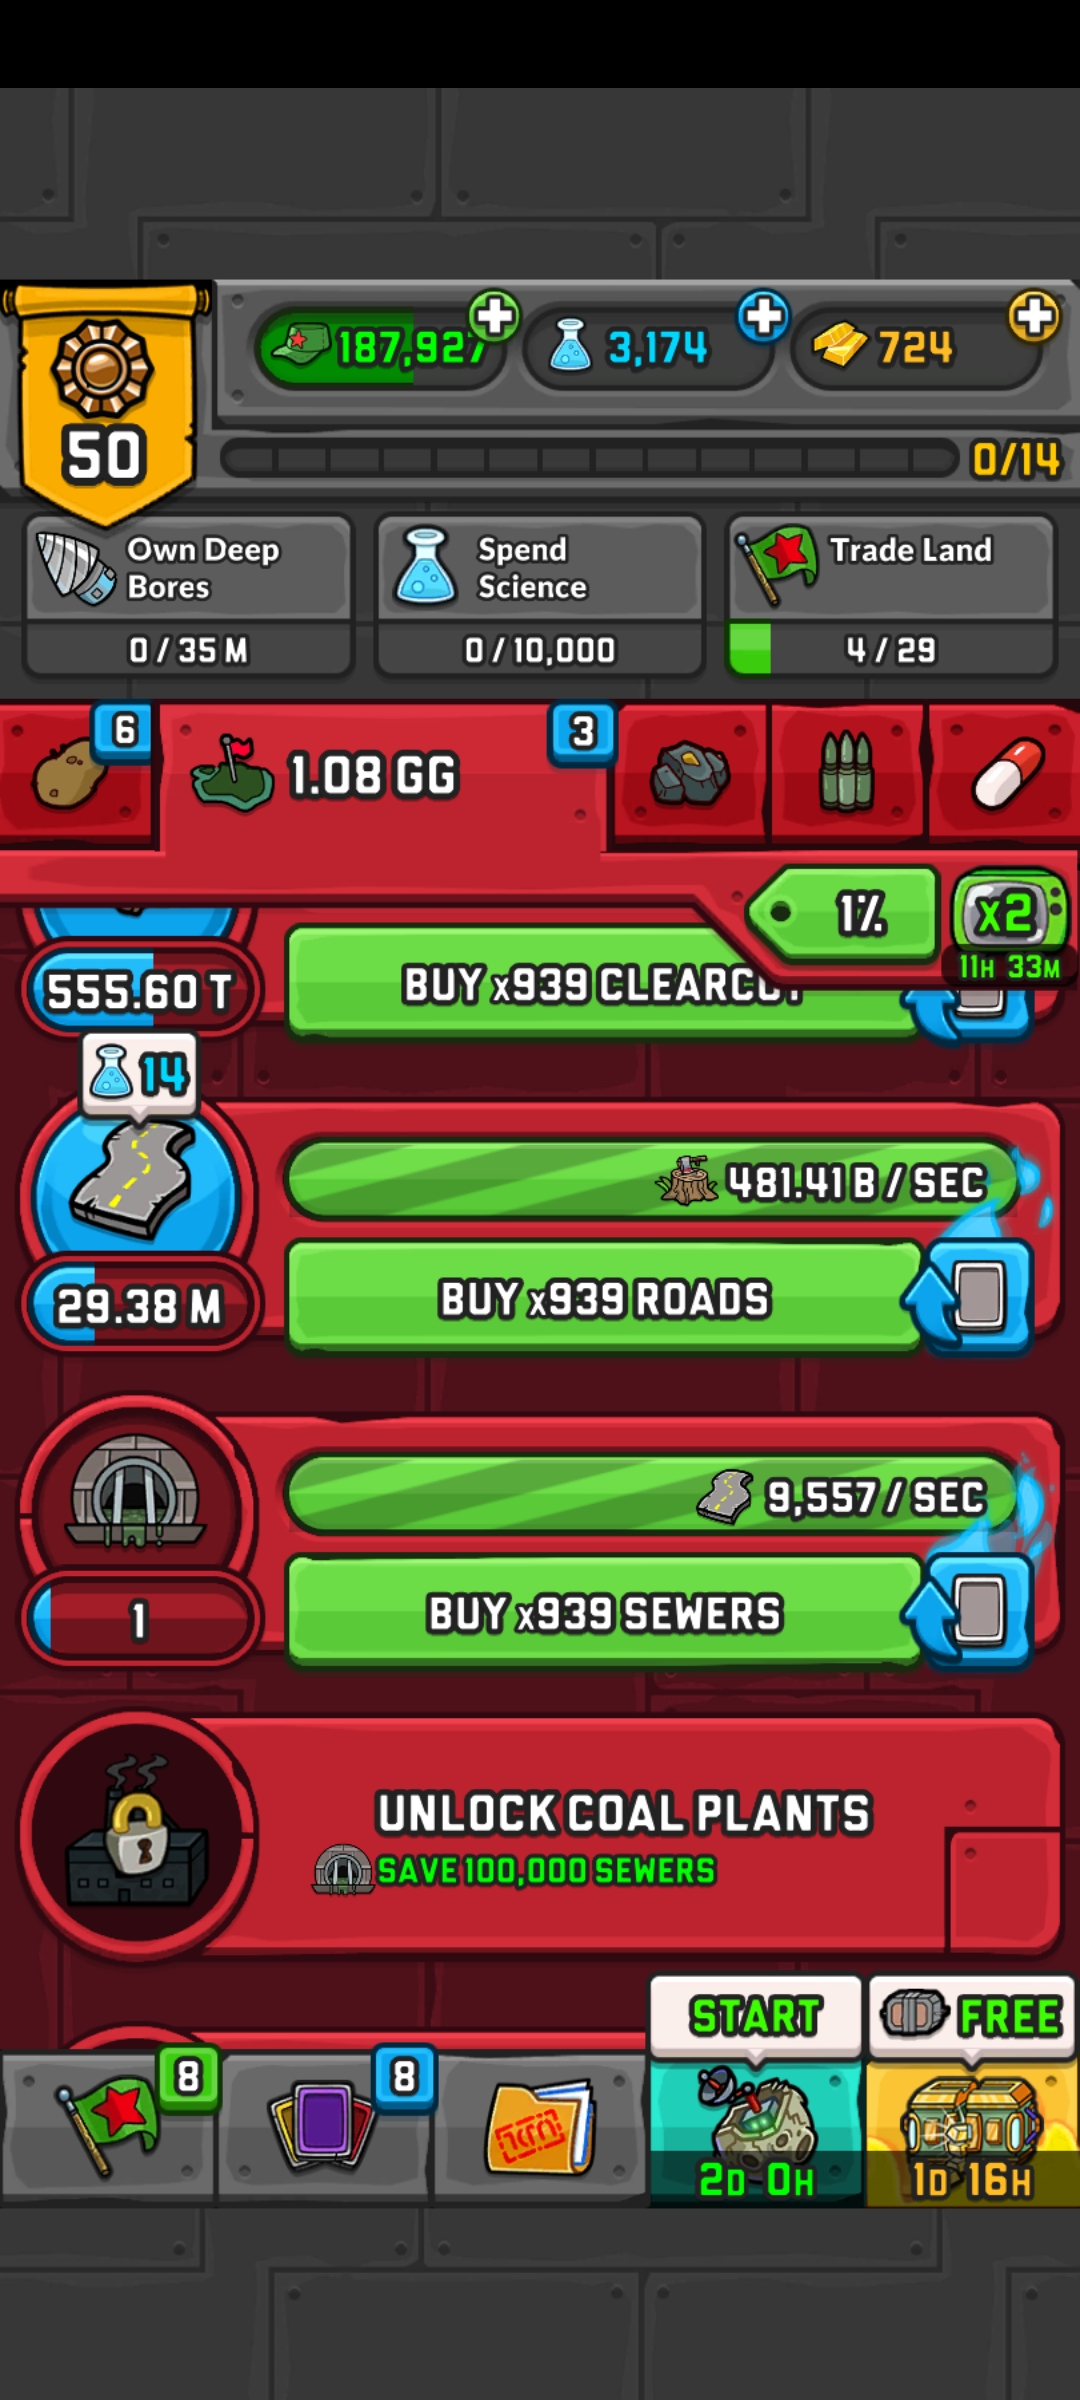 187,927
3,174
724
50
0/14
Own Deep
Bores
0 / 35 M
Spend
Science
0 / 10,000
Trade Land
4 / 29
6
1.08 GG
3
1%
x2
11H 33M
555.60 T
BUY x939 CLEARCUT
14
481.41 B / SEC
29.38 M
BUY x939 ROADS
9,557 / SEC
1
BUY x939 SEWERS
UNLOCK COAL PLANTS
SAVE 100,000 SEWERS
START
FREE
8
8
2D 0H
1D 16H